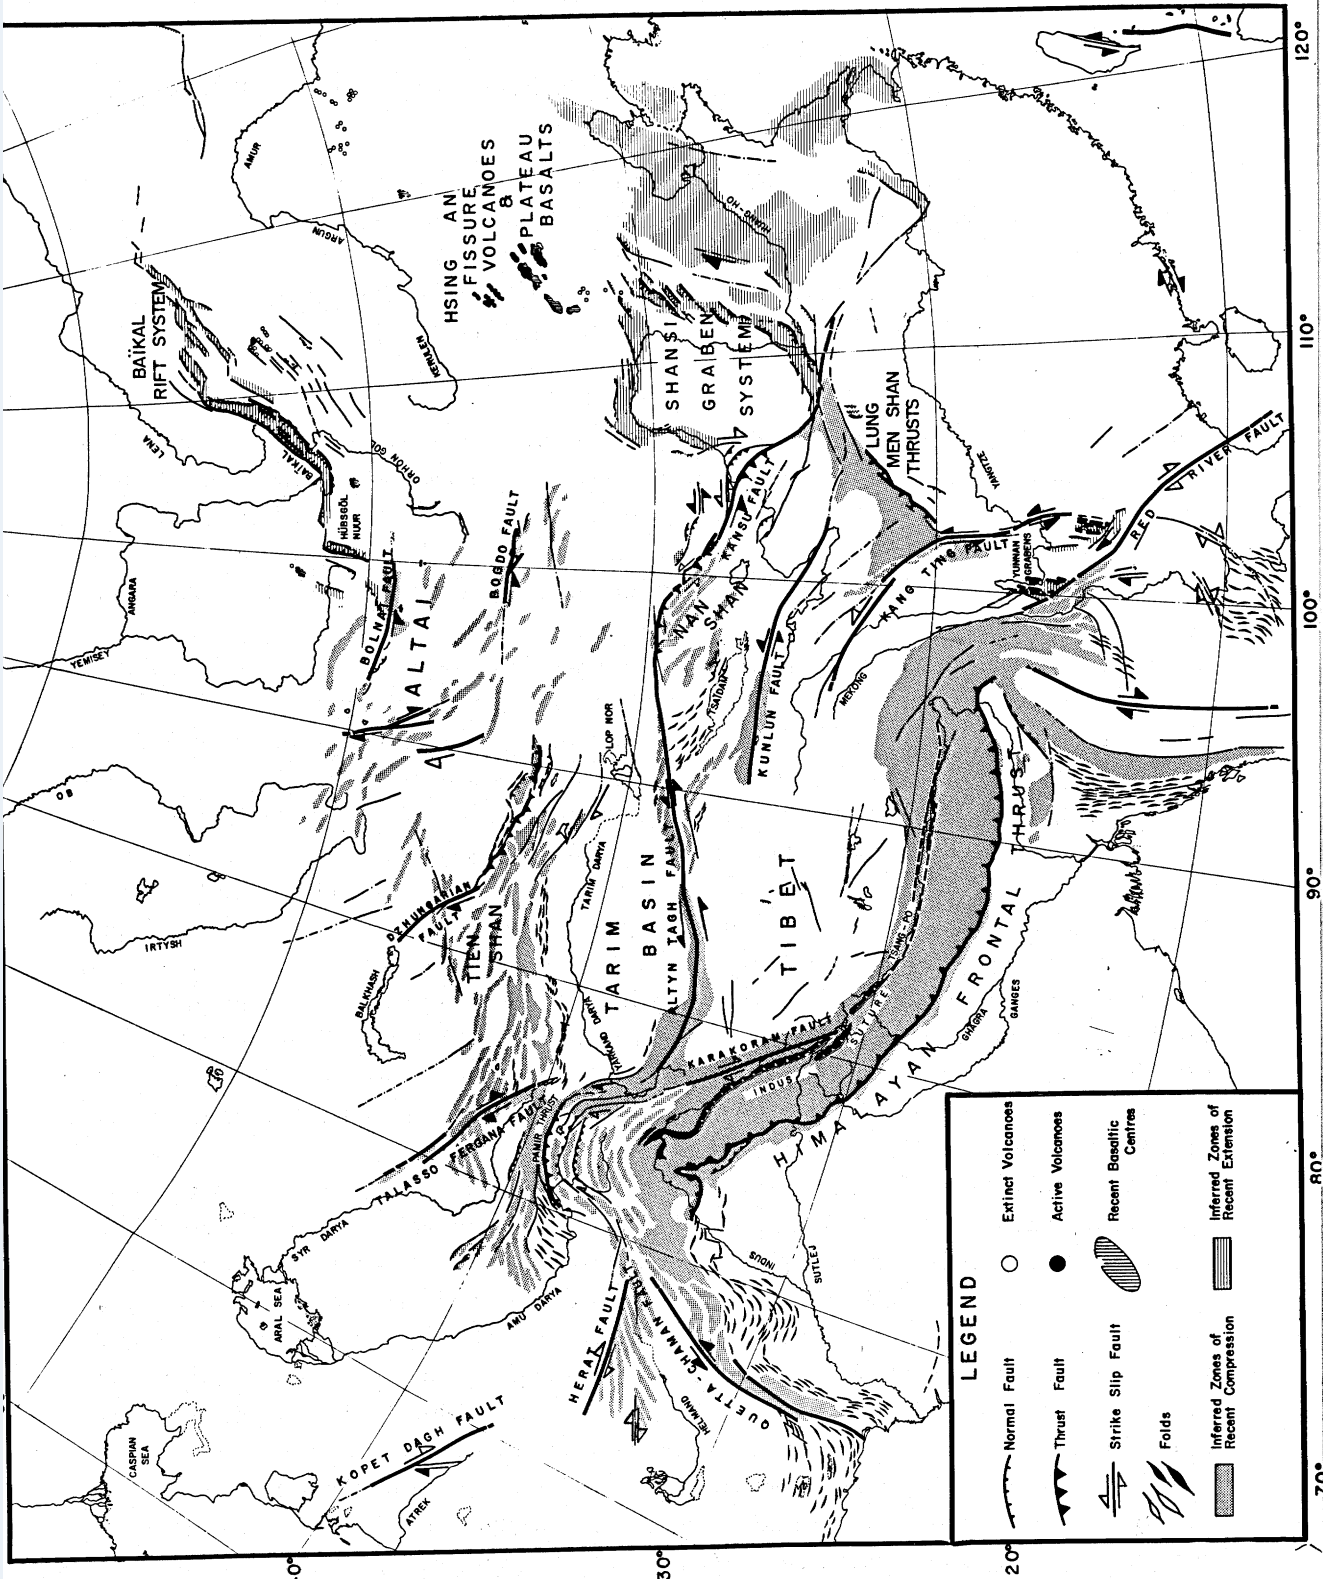 BAÏKAL
RIFT SYSTEM
HSING AN
FISSURE
VOLCANOES
&
PLATEAU
BASALTS
AMUR
ARGUN
KERULEN
LENA
BAIKAL
HÜBSGÖL
NUUR
ORHON GOL
ANGARA
YEMISEY
BOLNAI FAULT
ALTAI
BOGDO FAULT
OB
IRTYSH
SHANSI
GRABEN
SYSTEM
HUANG-HO
LUNG
MEN SHAN
THRUSTS
YANGTZE
KANSU FAULT
NAN
SHAN
TSAIDAM
KUNLUN FAULT
KANG TING FAULT
YUNNAN
GRABENS
RED
RIVER FAULT
MEKONG
LOP NOR
DZHUNGARIAN
FAULT
TIEN
SHAN
BALKHASH
TARIM DARYA
TARIM
BASIN
YARKAND DARYA
ALTYN TAGH FAULT
TIBET
KARAKORAM FAULT
INDUS
SUTURE
TSANG-PO
HIMALAYAN
FRONTAL
THRUST
GHAGRA
GANGES
TALASSO FERGANA FAULT
PAMIR THRUST
SYR DARYA
ARAL SEA
AMU DARYA
CASPIAN
SEA
KOPET DAGH FAULT
ATREK
HERAT FAULT
QUETTA-CHAMAN FAULT
HELMAND
INDUS
SUTLEJ
LEGEND
Normal Fault
Thrust Fault
Strike Slip Fault
Folds
Inferred Zones of
Recent Compression
Extinct Volcanoes
Active Volcanoes
Recent Basaltic
Centres
Inferred Zones of
Recent Extension
120°
110°
100°
90°
80°
70°
30°
20°